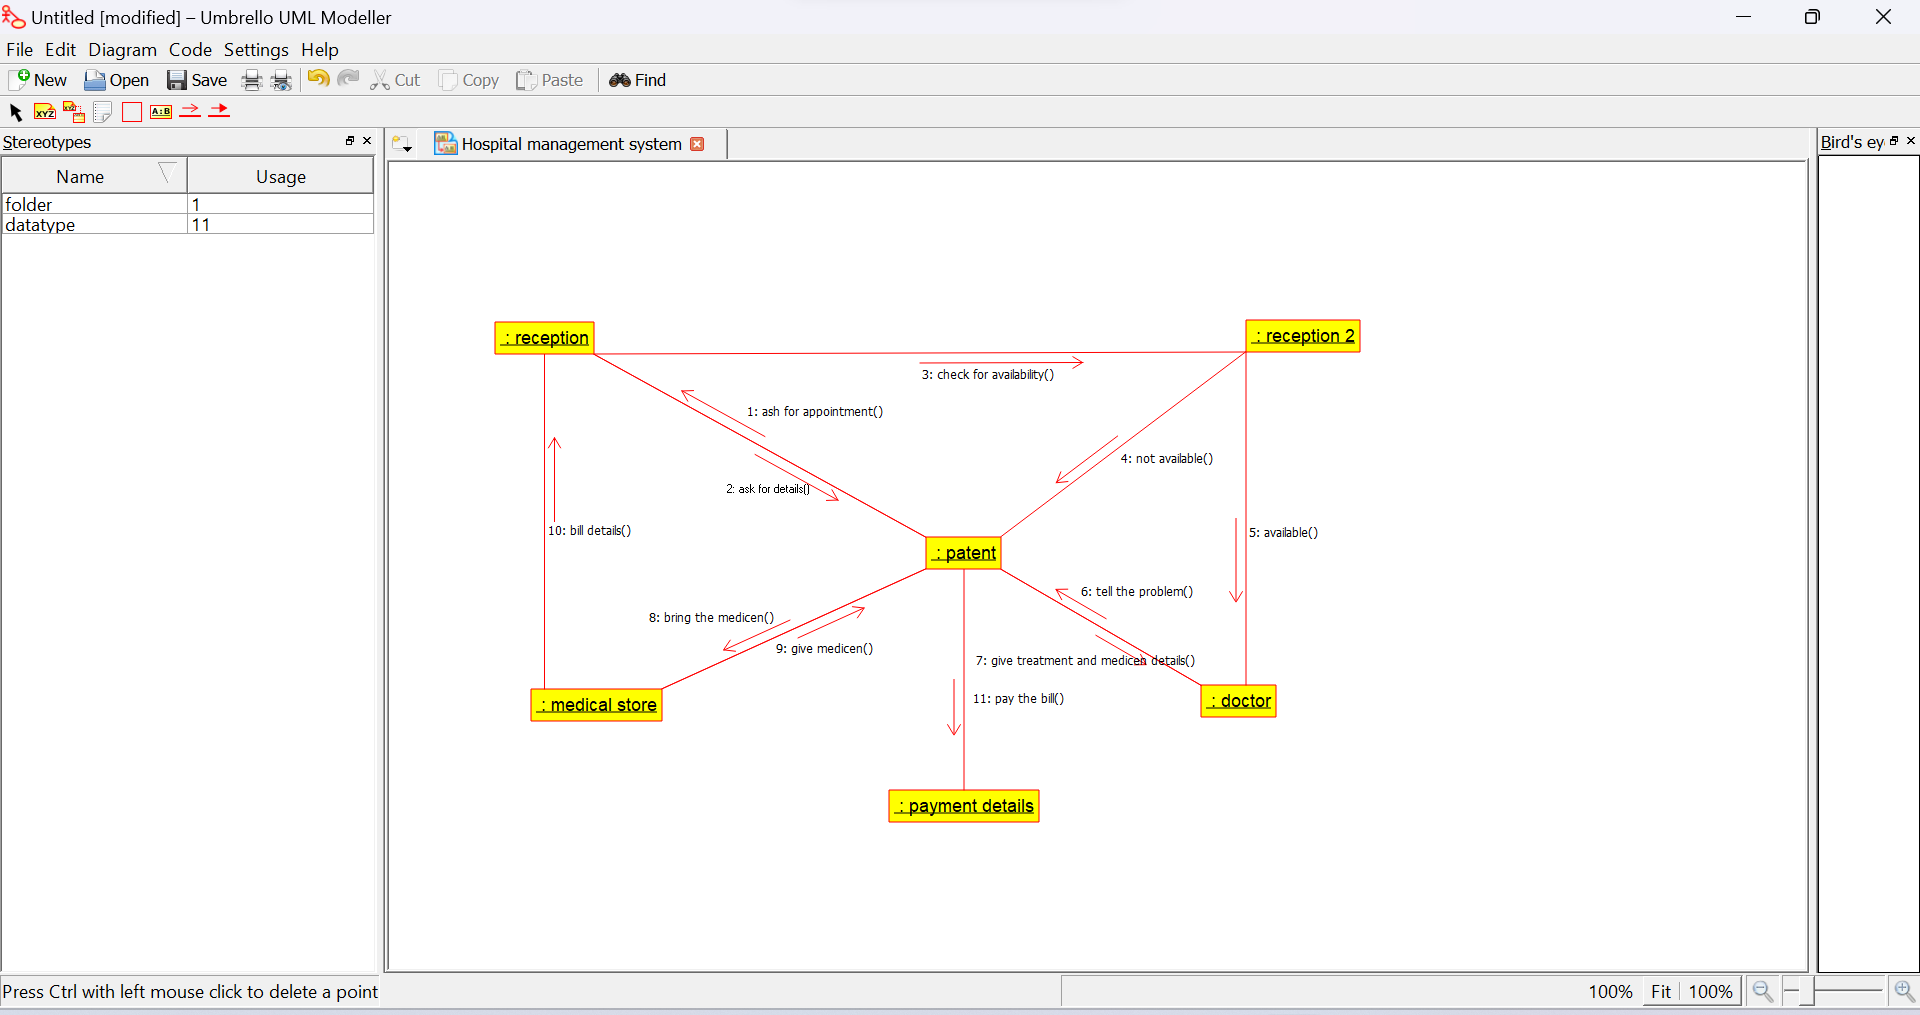 Untitled [modified] – Umbrello UML Modeller
File Edit Diagram Code Settings Help
New Open Save Cut Copy Paste Find
XYZ XYZ A:B
Stereotypes
Hospital management system
Bird's ey
Name Usage
folder 1
datatype 11
: reception
: reception 2
3: check for availability()
1: ash for appointment()
4: not available()
2: ask for details()
10: bill details()
5: available()
: patent
6: tell the problem()
8: bring the medicen()
9: give medicen()
7: give treatment and medicen details()
11: pay the bill()
: medical store
: doctor
: payment details
Press Ctrl with left mouse click to delete a point
100% Fit 100%